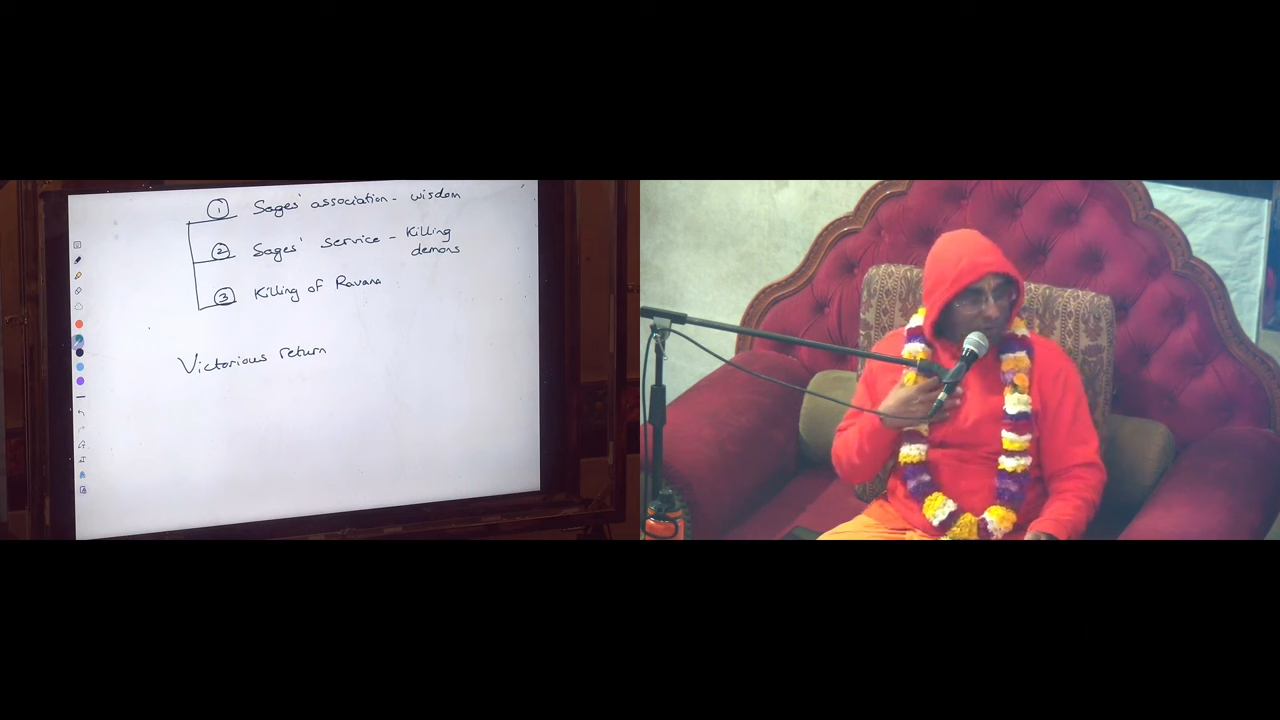 ① Sages' association - wisdom
② Sages' service - Killing
demons
③ Killing of Ravana
Victorious return